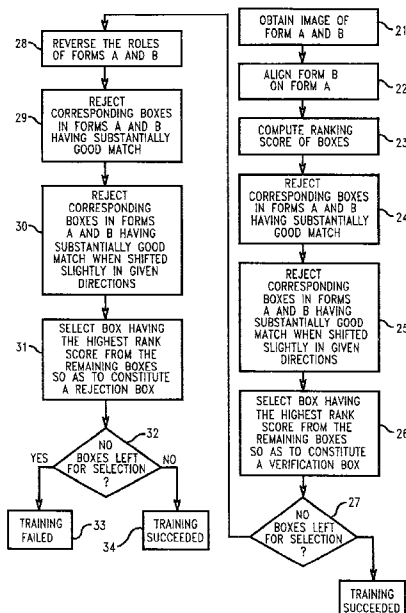 OBTAIN IMAGE OF
FORM A AND B
21
ALIGN FORM B
ON FORM A
22
COMPUTE RANKING
SCORE OF BOXES
23
REJECT
CORRESPONDING BOXES
IN FORMS A AND B
HAVING SUBSTANTIALLY
GOOD MATCH
24
REJECT
CORRESPONDING
BOXES IN FORMS
A AND B HAVING
SUBSTANTIALLY GOOD
MATCH WHEN SHIFTED
SLIGHTLY IN GIVEN
DIRECTIONS
25
SELECT BOX HAVING
THE HIGHEST RANK
SCORE FROM THE
REMAINING BOXES
SO AS TO CONSTITUTE
A VERIFICATION BOX
26
NO
BOXES LEFT
FOR SELECTION
?
27
TRAINING
SUCCEEDED
28
REVERSE THE ROLES
OF FORMS A AND B
29
REJECT
CORRESPONDING BOXES
IN FORMS A AND B
HAVING SUBSTANTIALLY
GOOD MATCH
30
REJECT
CORRESPONDING
BOXES IN FORMS
A AND B HAVING
SUBSTANTIALLY GOOD
MATCH WHEN SHIFTED
SLIGHTLY IN GIVEN
DIRECTIONS
31
SELECT BOX HAVING
THE HIGHEST RANK
SCORE FROM THE
REMAINING BOXES
SO AS TO CONSTITUTE
A REJECTION BOX
32
YES
NO
BOXES LEFT
FOR SELECTION
?
NO
TRAINING
FAILED
33
34
TRAINING
SUCCEEDED